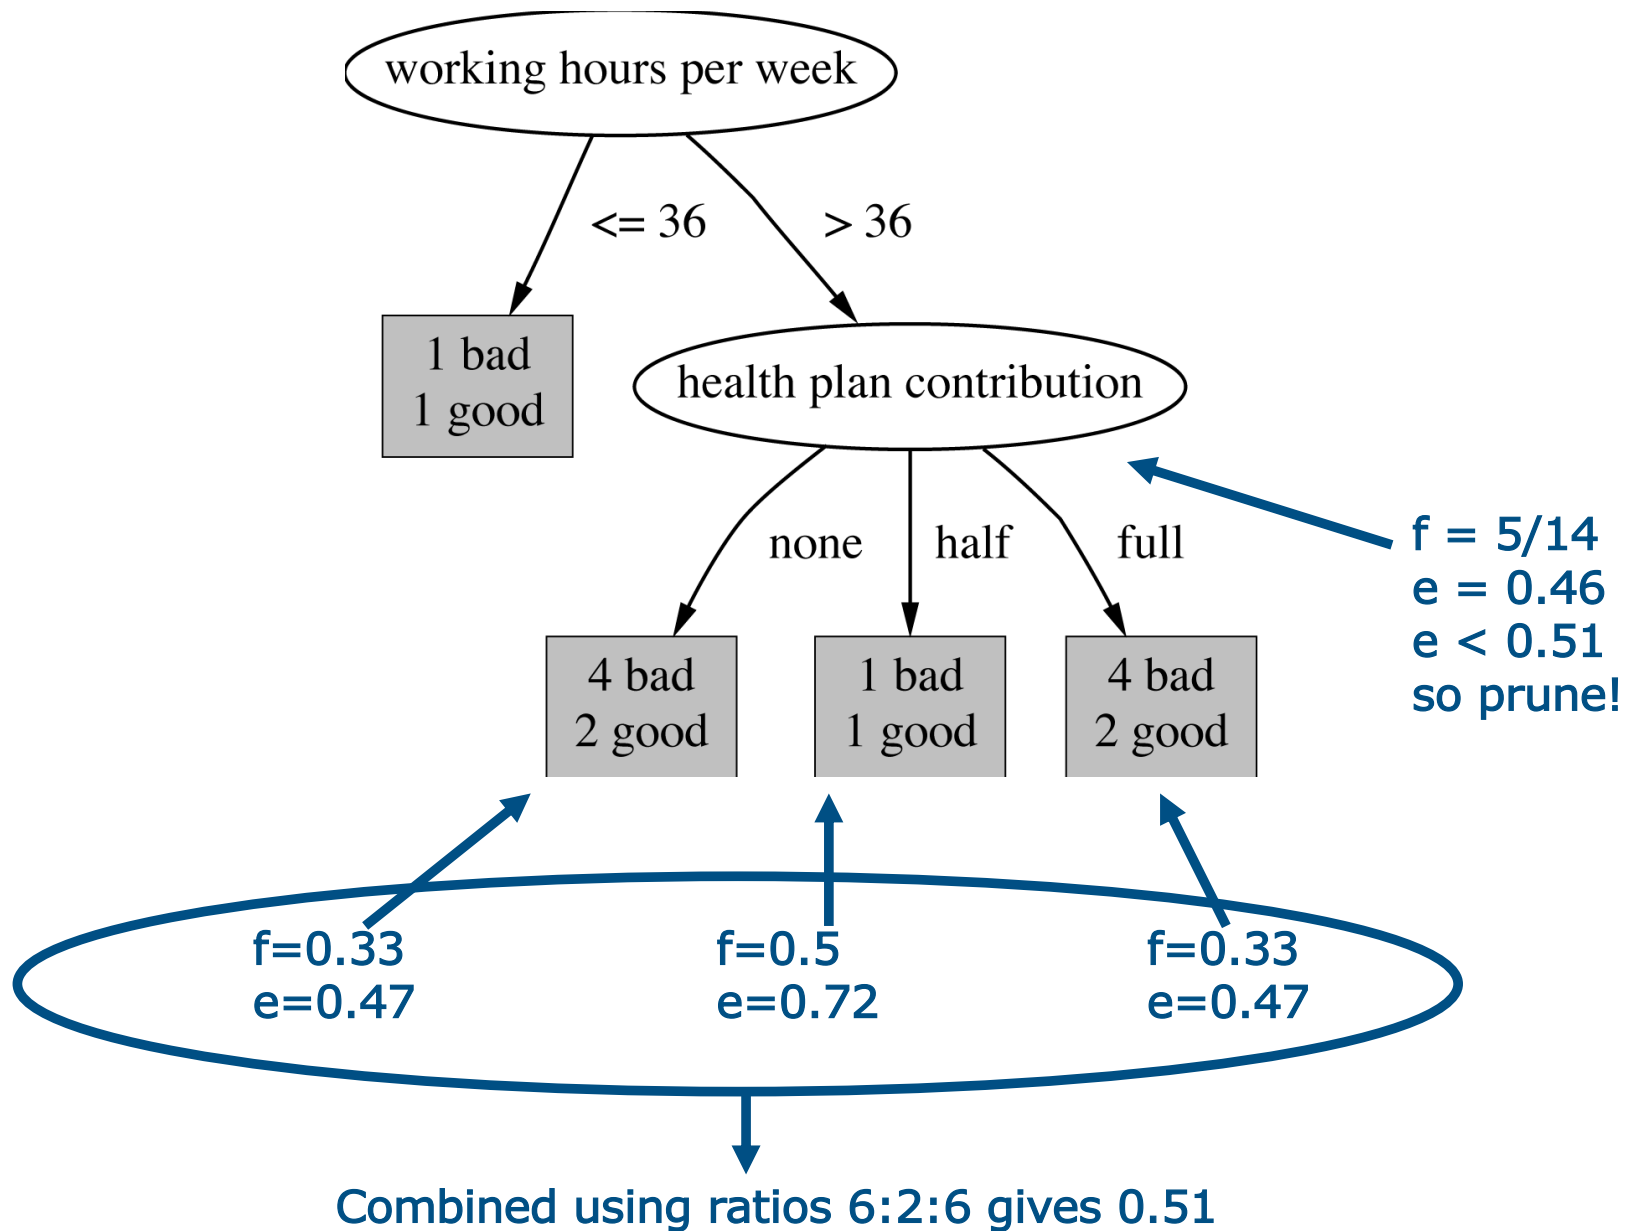 working hours per week
<= 36
> 36
1 bad
1 good
health plan contribution
none
half
full
f = 5/14
e = 0.46
e < 0.51
so prune!
4 bad
2 good
1 bad
1 good
4 bad
2 good
f=0.33
e=0.47
f=0.5
e=0.72
f=0.33
e=0.47
Combined using ratios 6:2:6 gives 0.51